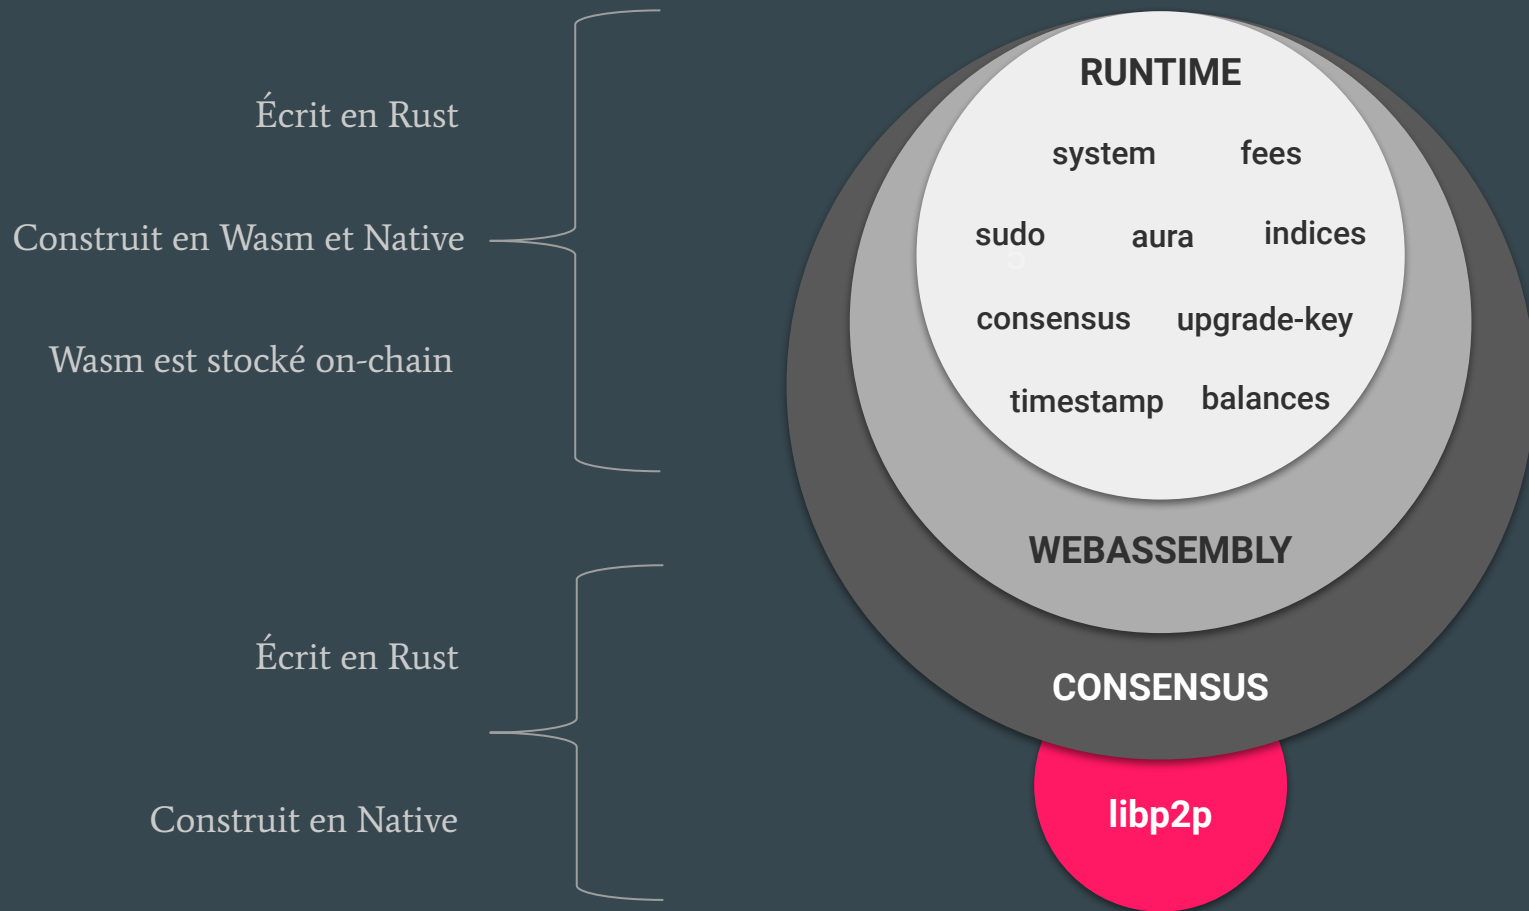 Écrit en Rust
Construit en Wasm et Native
Wasm est stocké on-chain
Écrit en Rust
Construit en Native
RUNTIME
system fees
sudo aura indices
consensus upgrade-key
timestamp balances
WEBASSEMBLY
CONSENSUS
libp2p